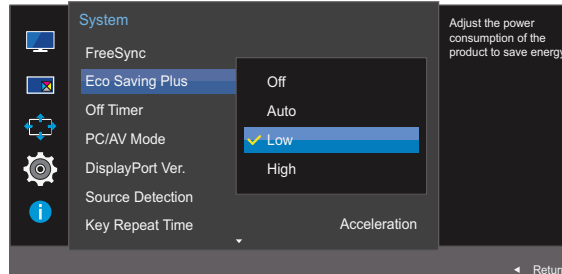 System
FreeSync
Eco Saving Plus
Off Timer
PC/AV Mode
DisplayPort Ver.
Source Detection
Key Repeat Time
Acceleration
Off
Auto
Low
High
Adjust the power
consumption of the
product to save energy
Return